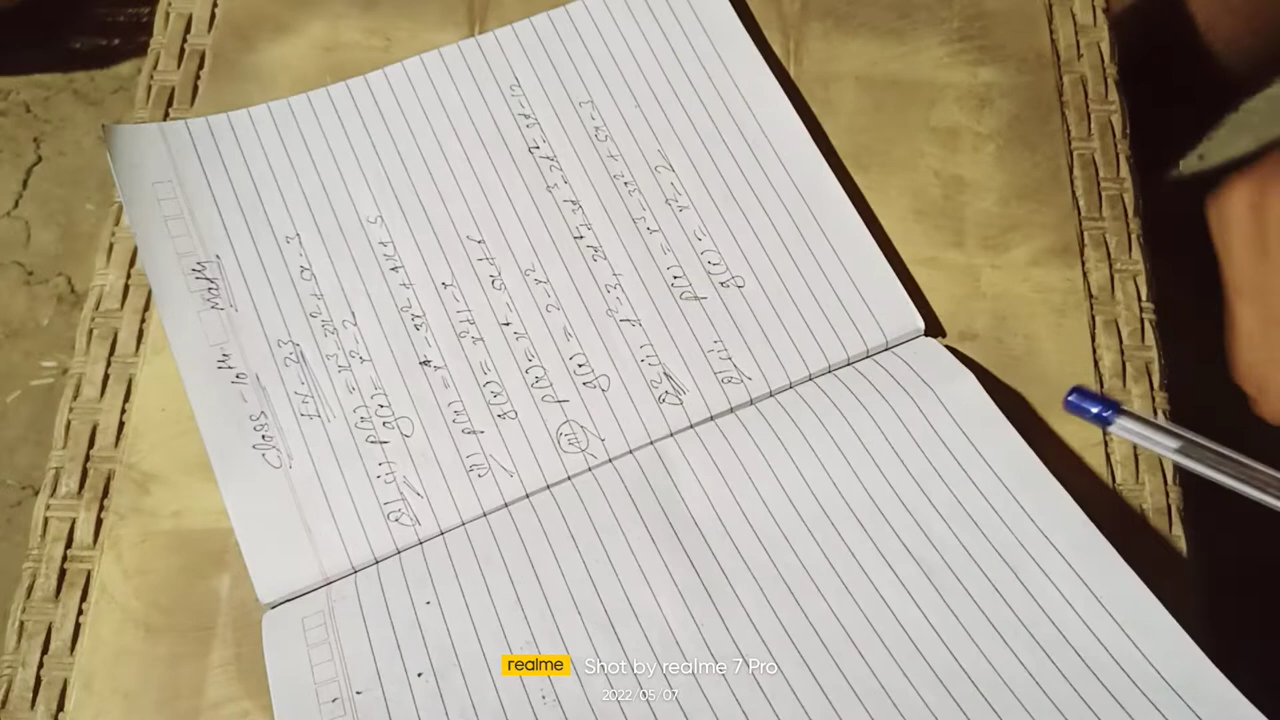 Class - 10th Math
Ex - 2.3
Q1 (i) p(x) = x3 - 3x2 + 5x - 3
g(x) = x2 - 2
(ii) p(x) = x4 - 3x2 + 4x + 5
g(x) = x2 + 1 - x
(iii) p(x) = x4 - 5x + 6
g(x) = 2 - x2
Q2 (i) t2 - 3, 2t4 + 3t3 - 2t2 - 9t - 12
Q1 (i) p(x) = x3 - 3x2 + 5x - 3
g(x) = x2 - 2
realme Shot by realme 7 Pro
2022/05/07